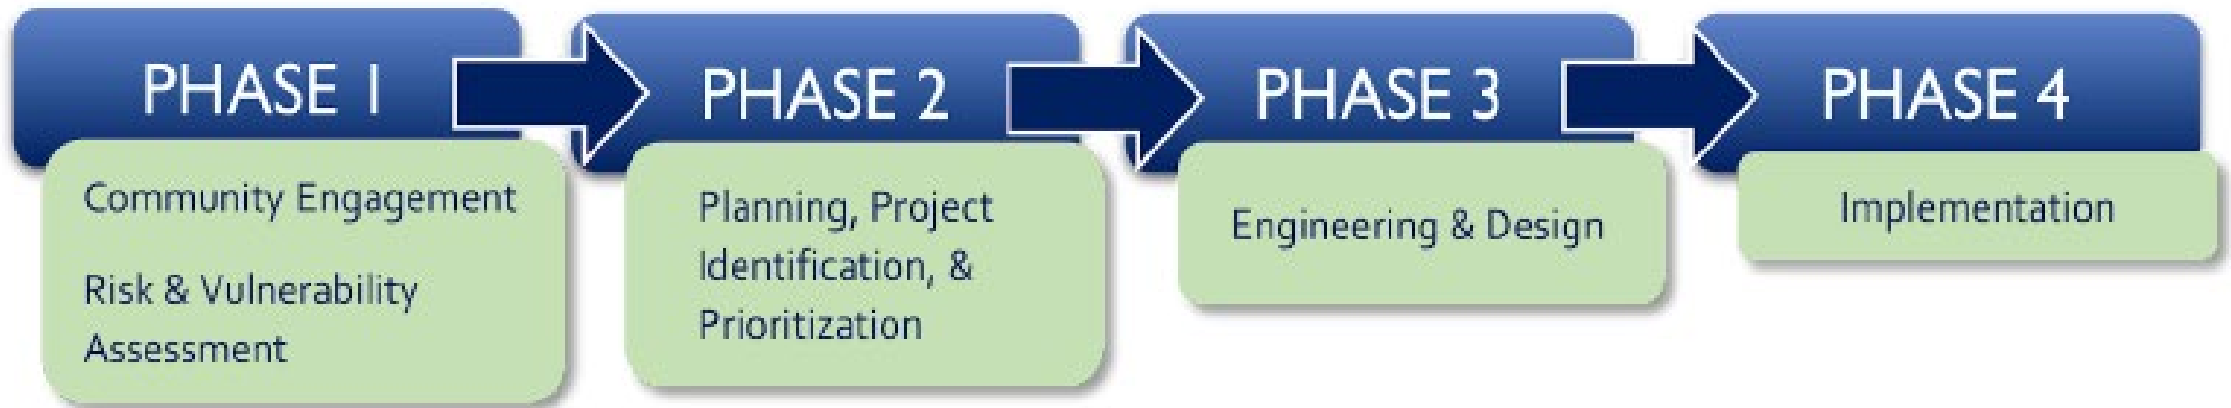 PHASE 1
Community Engagement
Risk & Vulnerability
Assessment
PHASE 2
Planning, Project
Identification, &
Prioritization
PHASE 3
Engineering & Design
PHASE 4
Implementation